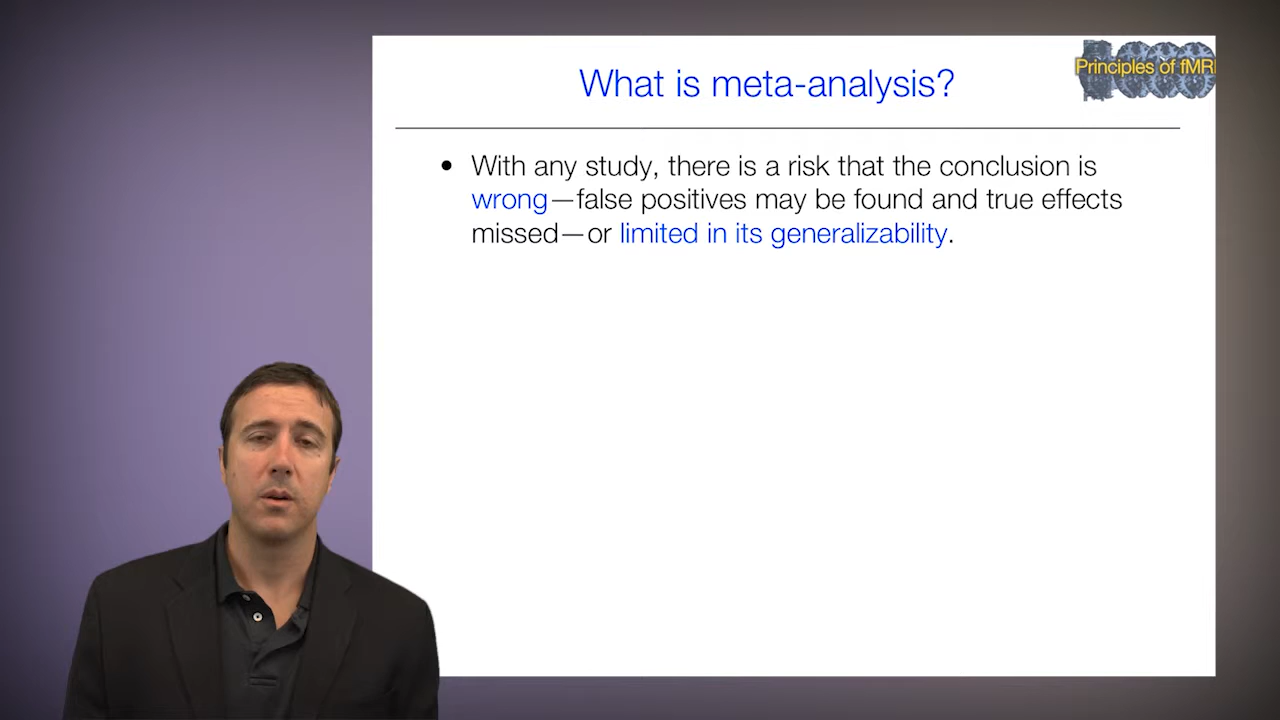 What is meta-analysis?
Principles of fMRI
• With any study, there is a risk that the conclusion is
wrong—false positives may be found and true effects
missed—or limited in its generalizability.